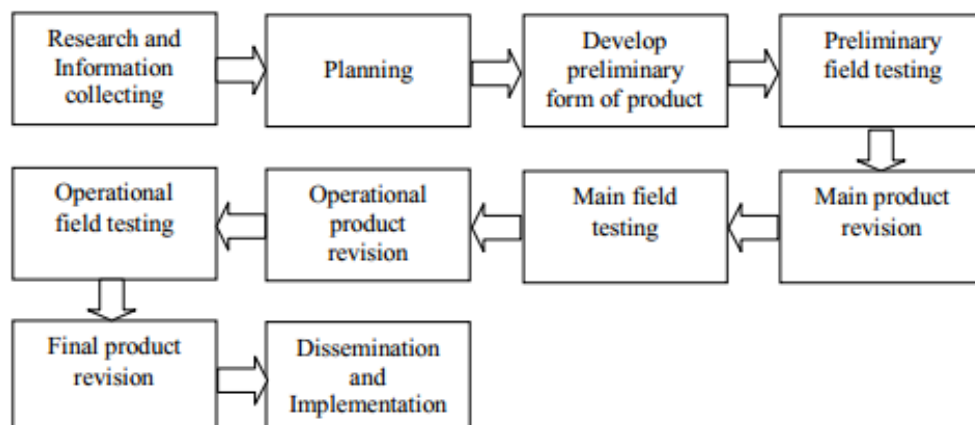 Research and
Information
collecting
Planning
Develop
preliminary
form of product
Preliminary
field testing
Main product
revision
Main field
testing
Operational
product
revision
Operational
field testing
Final product
revision
Dissemination
and
Implementation